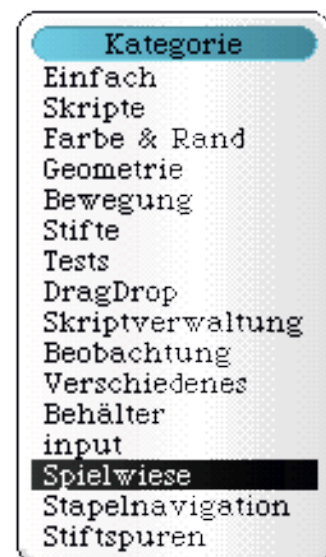 Kategorie
Einfach
Skripte
Farbe & Rand
Geometrie
Bewegung
Stifte
Tests
DragDrop
Skriptverwaltung
Beobachtung
Verschiedenes
Behälter
input
Spielwiese
Stapelnavigation
Stiftspuren